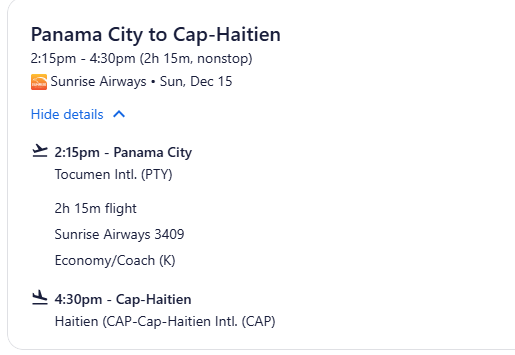 Panama City to Cap-Haitien
2:15pm - 4:30pm (2h 15m, nonstop)
Sunrise Airways • Sun, Dec 15
Hide details
2:15pm - Panama City
Tocumen Intl. (PTY)
2h 15m flight
Sunrise Airways 3409
Economy/Coach (K)
4:30pm - Cap-Haitien
Haitien (CAP-Cap-Haitien Intl. (CAP)